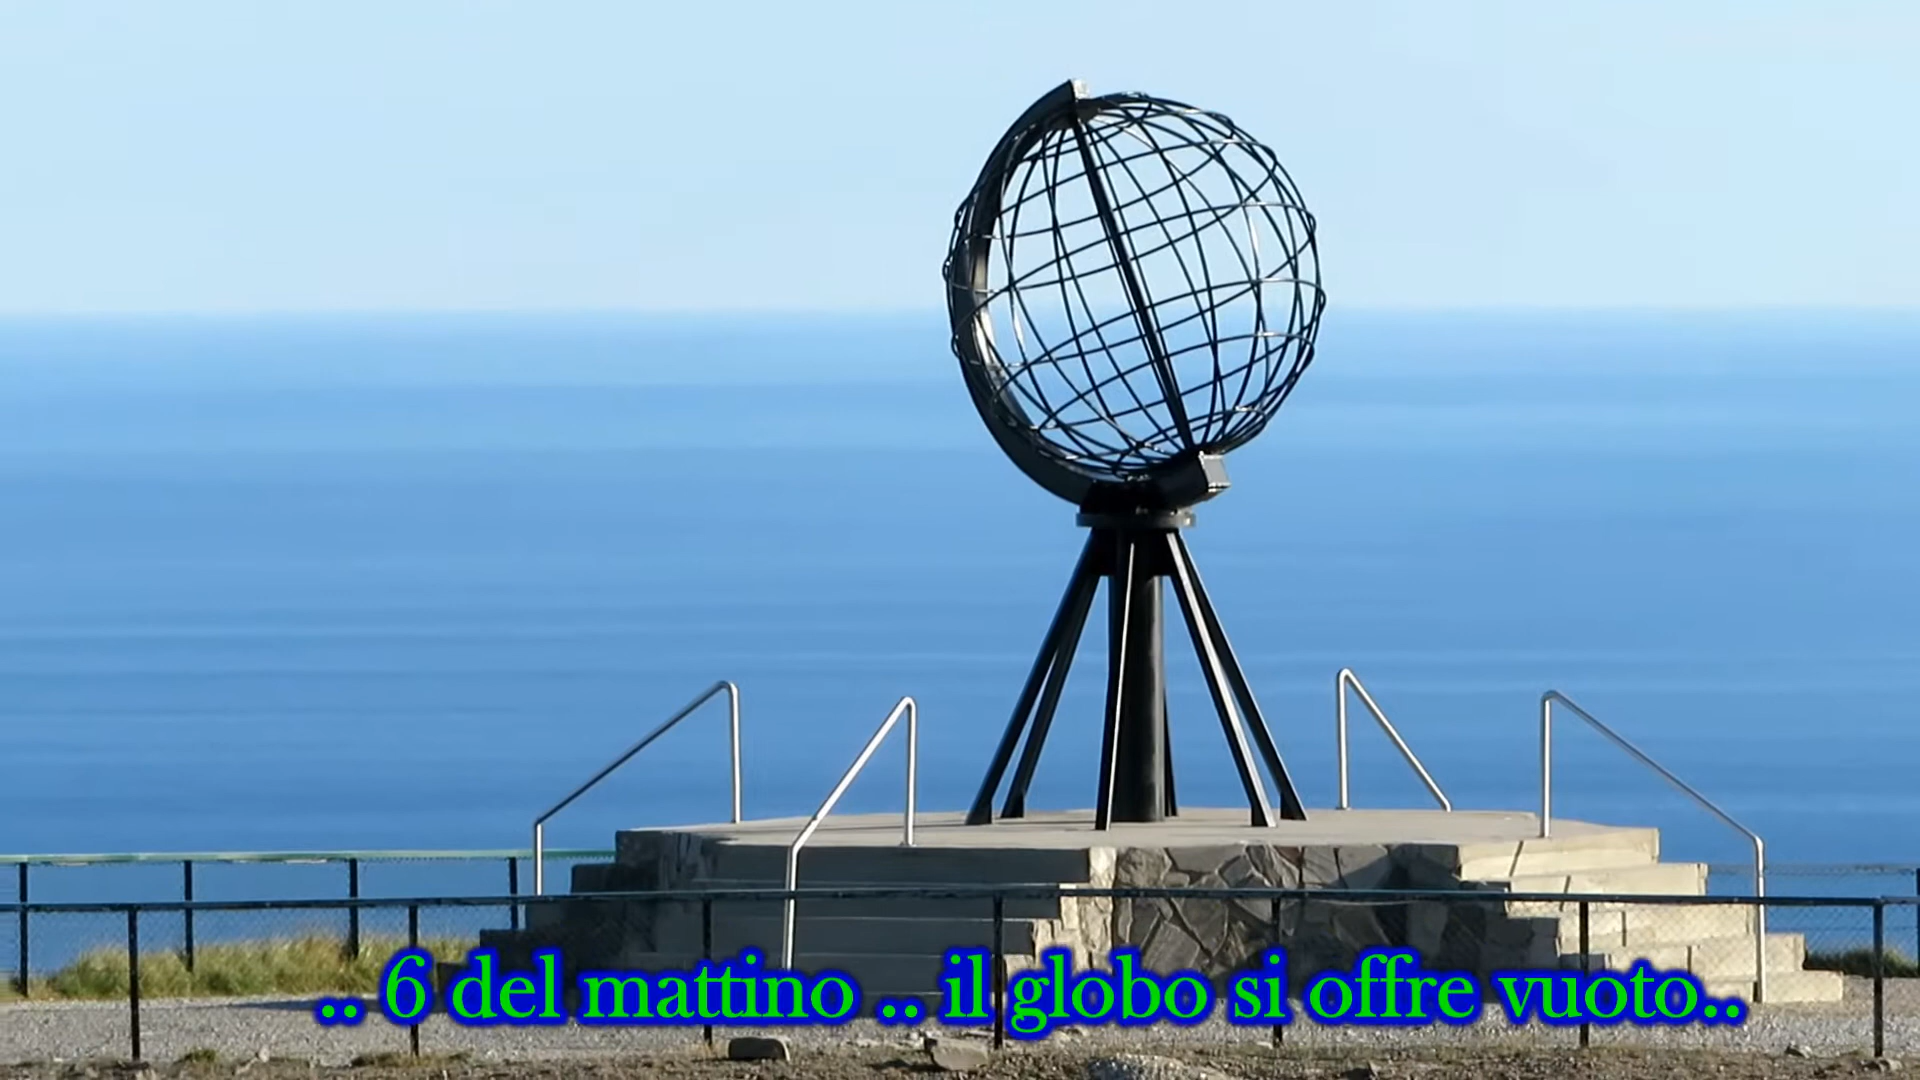 .. 6 del mattino .. il globo si offre vuoto..